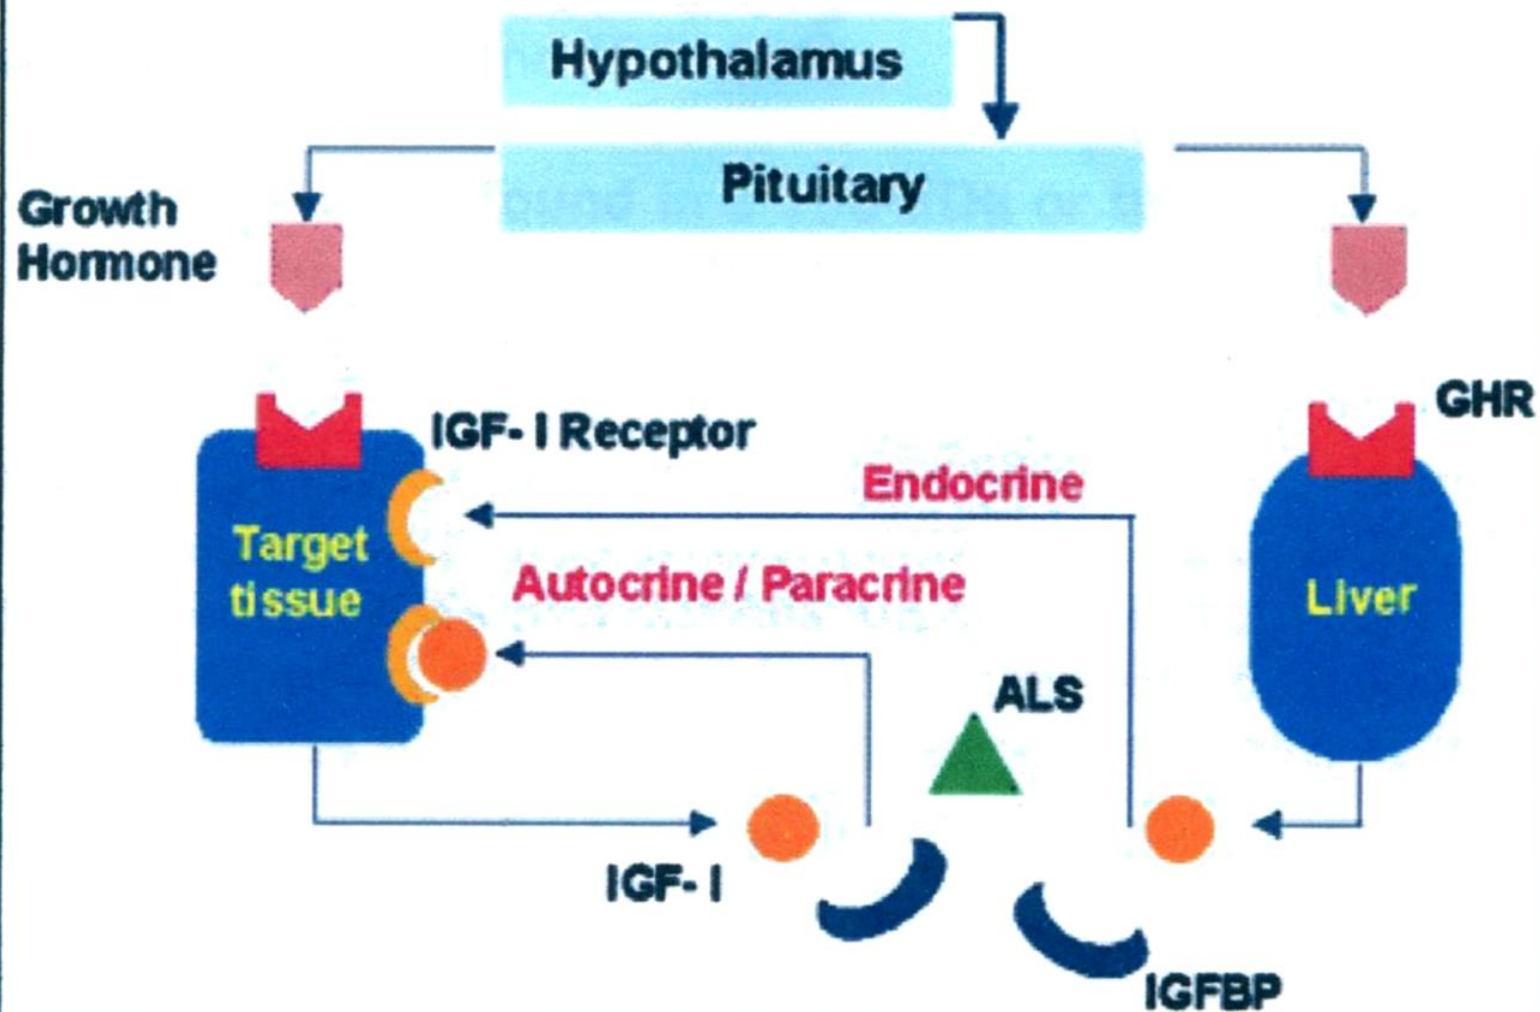 Hypothalamus
Pituitary
Growth
Hormone
GHR
IGF- I Receptor
Endocrine
Target
tissue
Autocrine / Paracrine
Liver
ALS
IGF- I
IGFBP